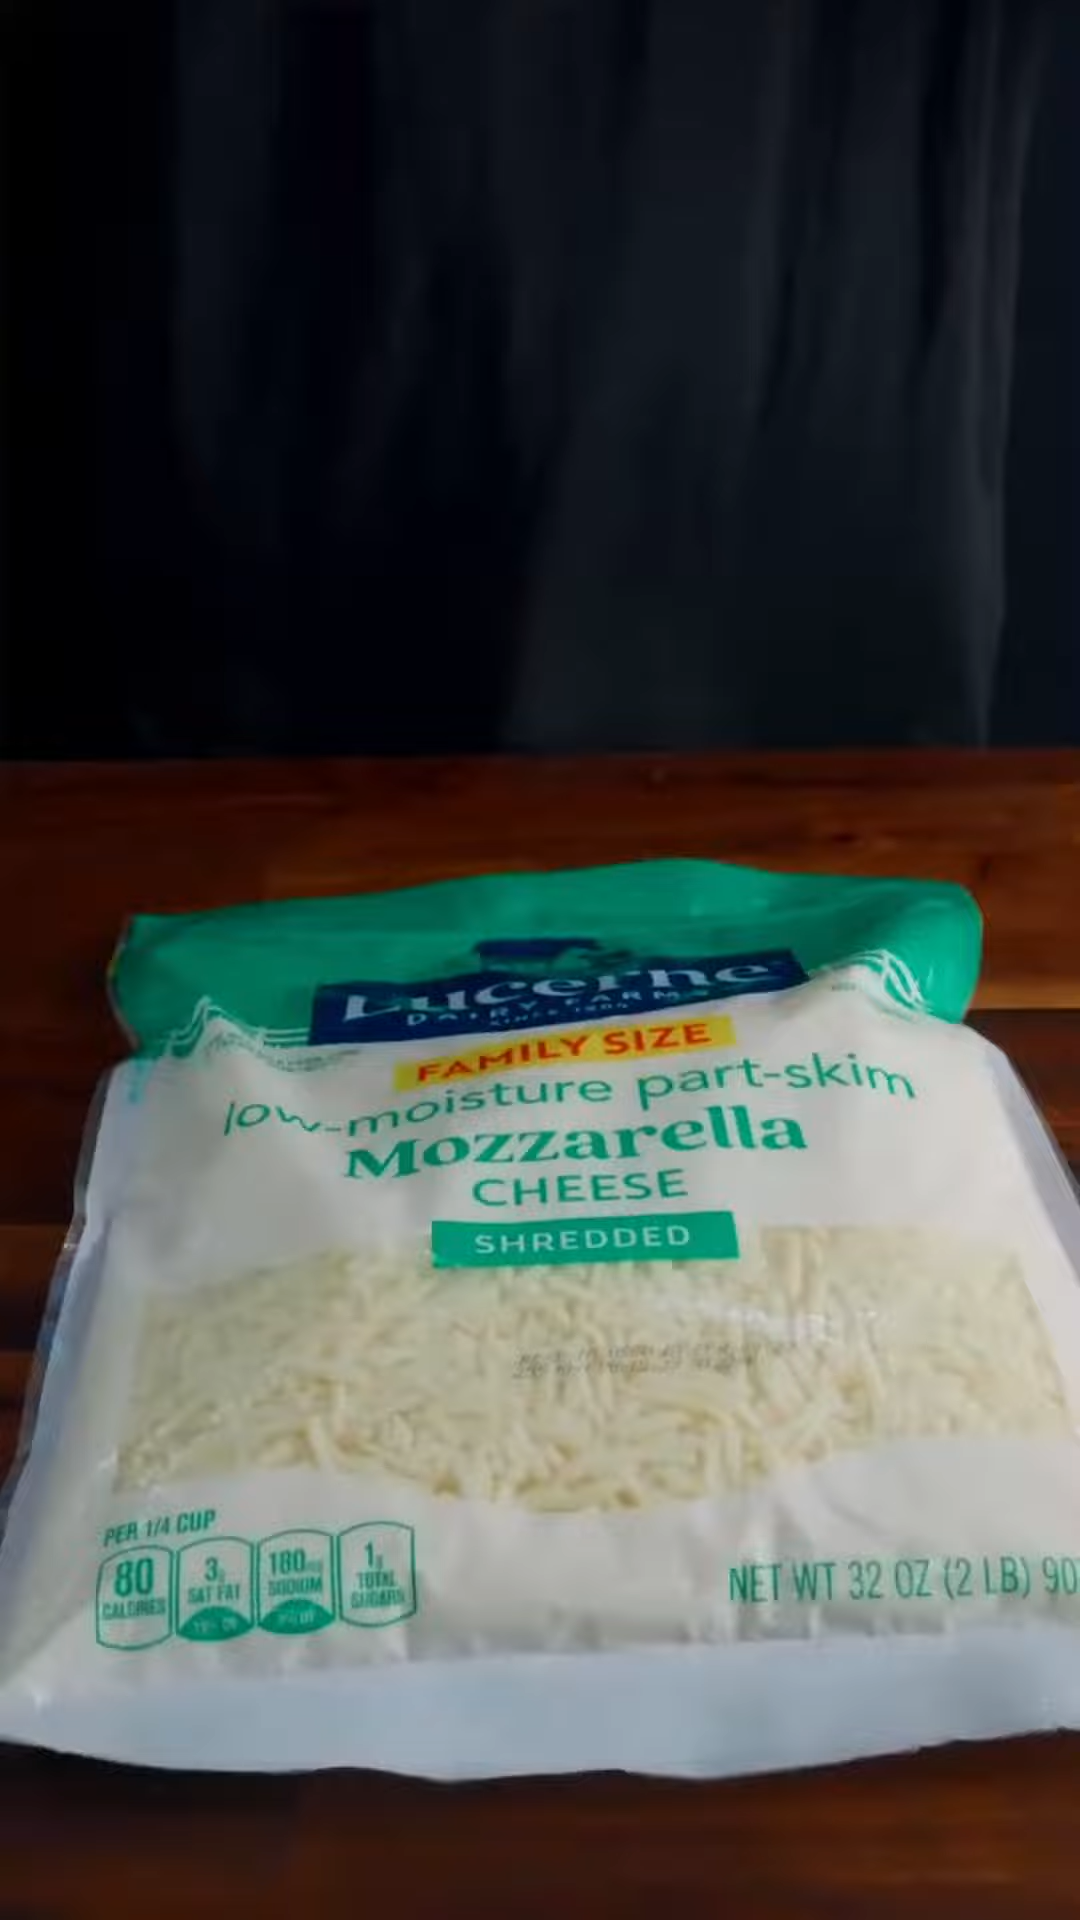 Lucerne
DAIRY FARMS
FAMILY SIZE
low-moisture part-skim
Mozzarella
CHEESE
SHREDDED
PER 1/4 CUP
80 CALORIES
3g SAT FAT
180mg SODIUM
1g TOTAL SUGARS
NET WT 32 OZ (2 LB) 90